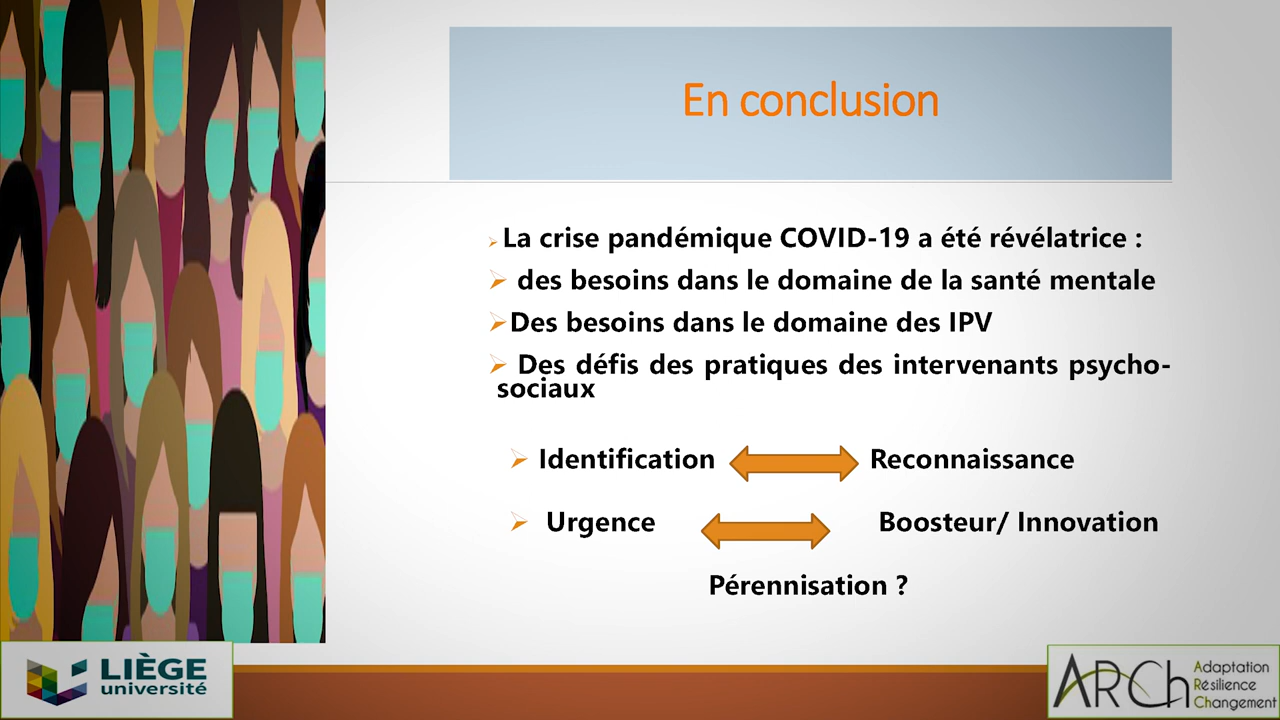 En conclusion
La crise pandémique COVID-19 a été révélatrice :
des besoins dans le domaine de la santé mentale
Des besoins dans le domaine des IPV
Des défis des pratiques des intervenants psycho-
sociaux
Identification Reconnaissance
Urgence Boosteur/ Innovation
Pérennisation ?
LIÈGE
université
ARCh
Adaptation
Résilience
Changement